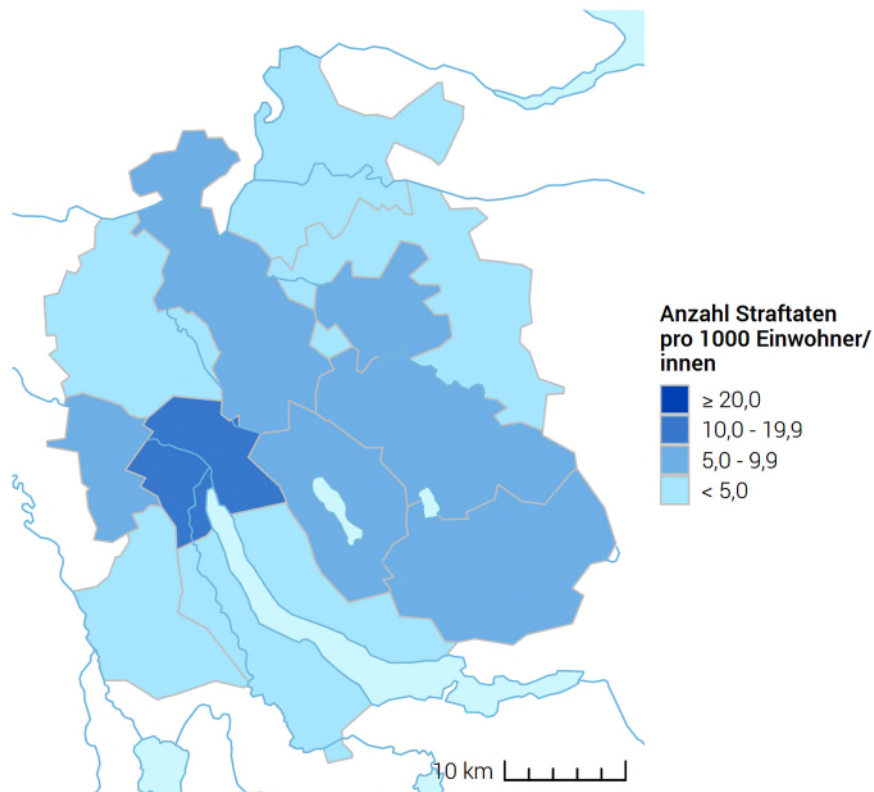 Anzahl Straftaten
pro 1000 Einwohner/
innen
≥ 20,0
10,0 - 19,9
5,0 - 9,9
< 5,0
10 km